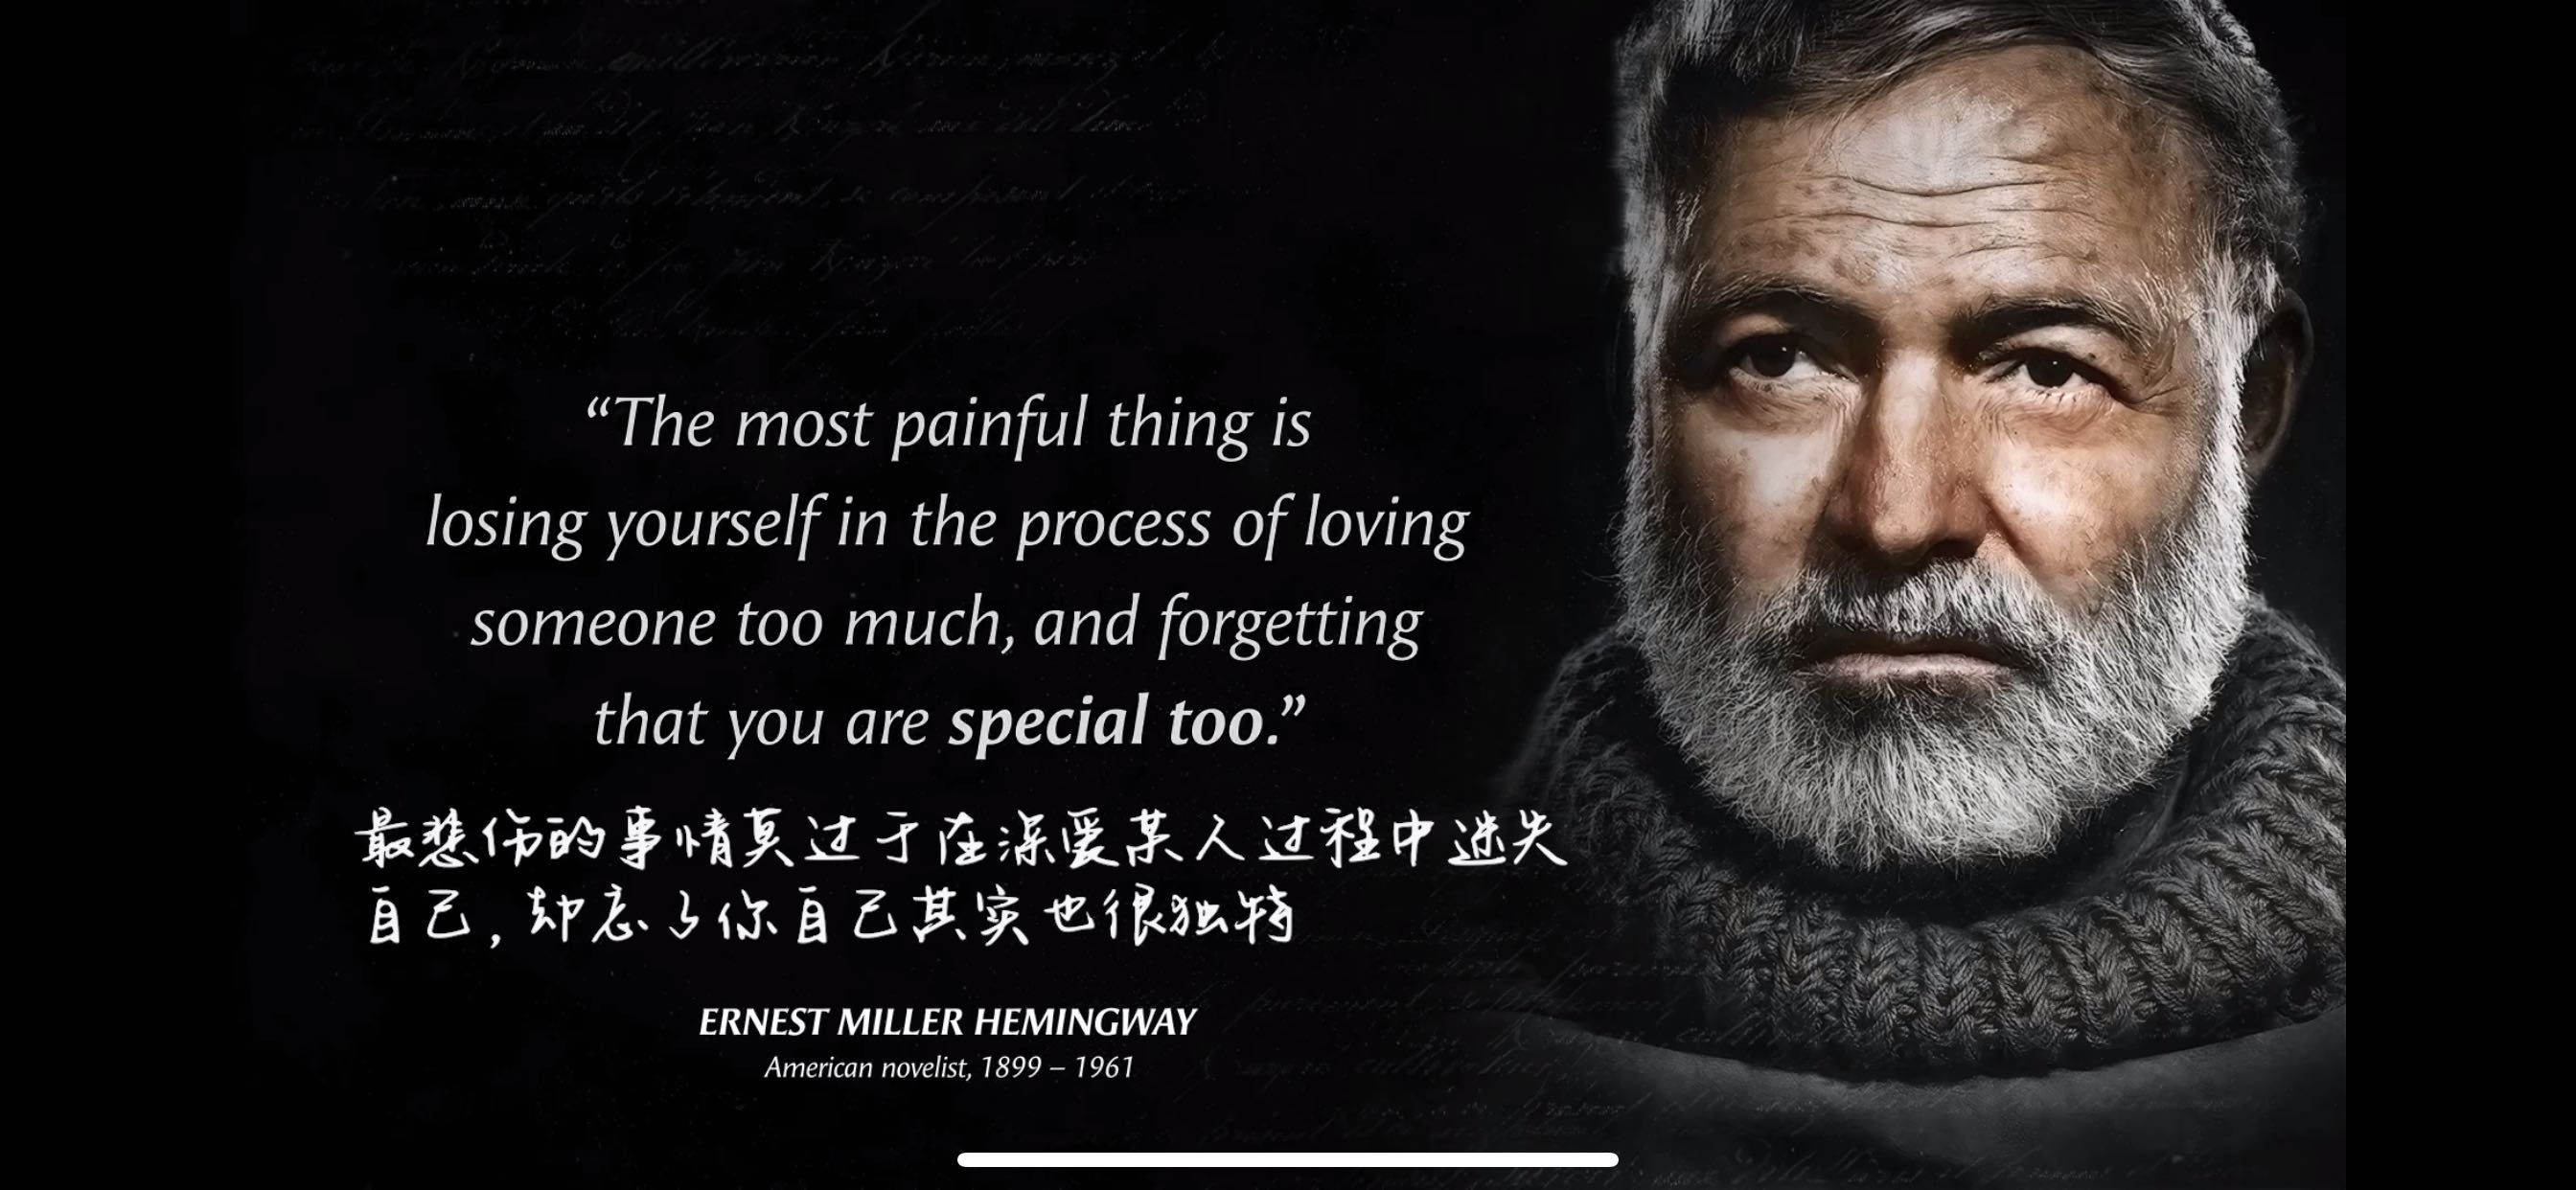 “The most painful thing is
losing yourself in the process of loving
someone too much, and forgetting
that you are special too.”
最悲伤的事情莫过于在深爱某人过程中迷失
自己，却忘了你自己其实也很独特
ERNEST MILLER HEMINGWAY
American novelist, 1899 – 1961